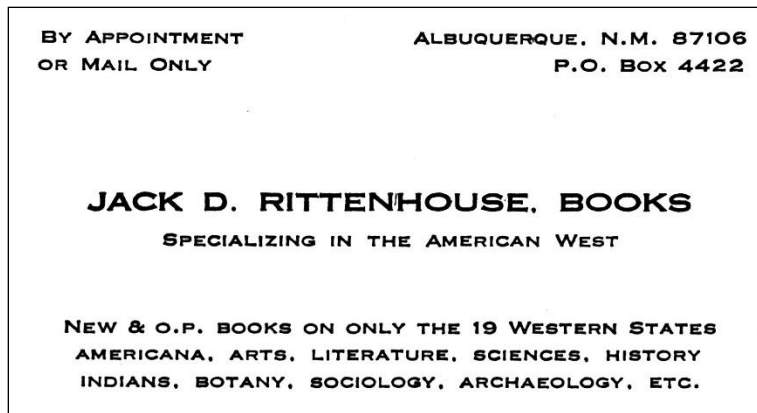 BY APPOINTMENT
OR MAIL ONLY
ALBUQUERQUE, N.M. 87106
P.O. BOX 4422
JACK D. RITTENHOUSE, BOOKS
SPECIALIZING IN THE AMERICAN WEST
NEW & O.P. BOOKS ON ONLY THE 19 WESTERN STATES
AMERICANA, ARTS, LITERATURE, SCIENCES, HISTORY
INDIANS, BOTANY, SOCIOLOGY, ARCHAEOLOGY, ETC.